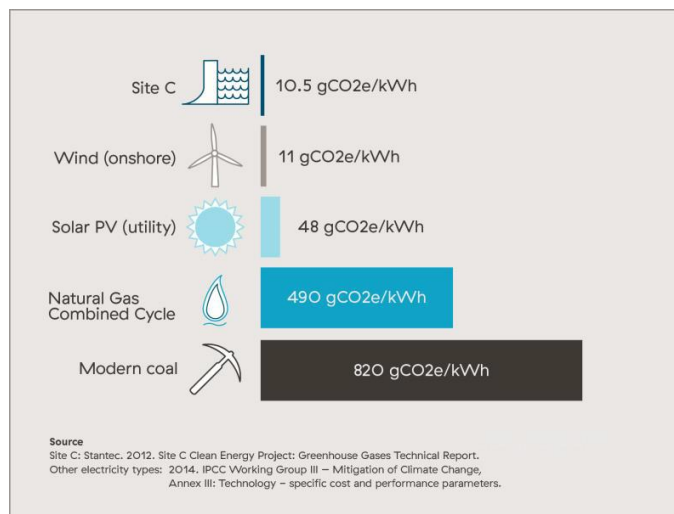 Site C
10.5 gCO2e/kWh
Wind (onshore)
11 gCO2e/kWh
Solar PV (utility)
48 gCO2e/kWh
Natural Gas
Combined Cycle
490 gCO2e/kWh
Modern coal
820 gCO2e/kWh
Source
Site C: Stantec. 2012. Site C Clean Energy Project: Greenhouse Gases Technical Report.
Other electricity types: 2014. IPCC Working Group III – Mitigation of Climate Change,
Annex III: Technology - specific cost and performance parameters.